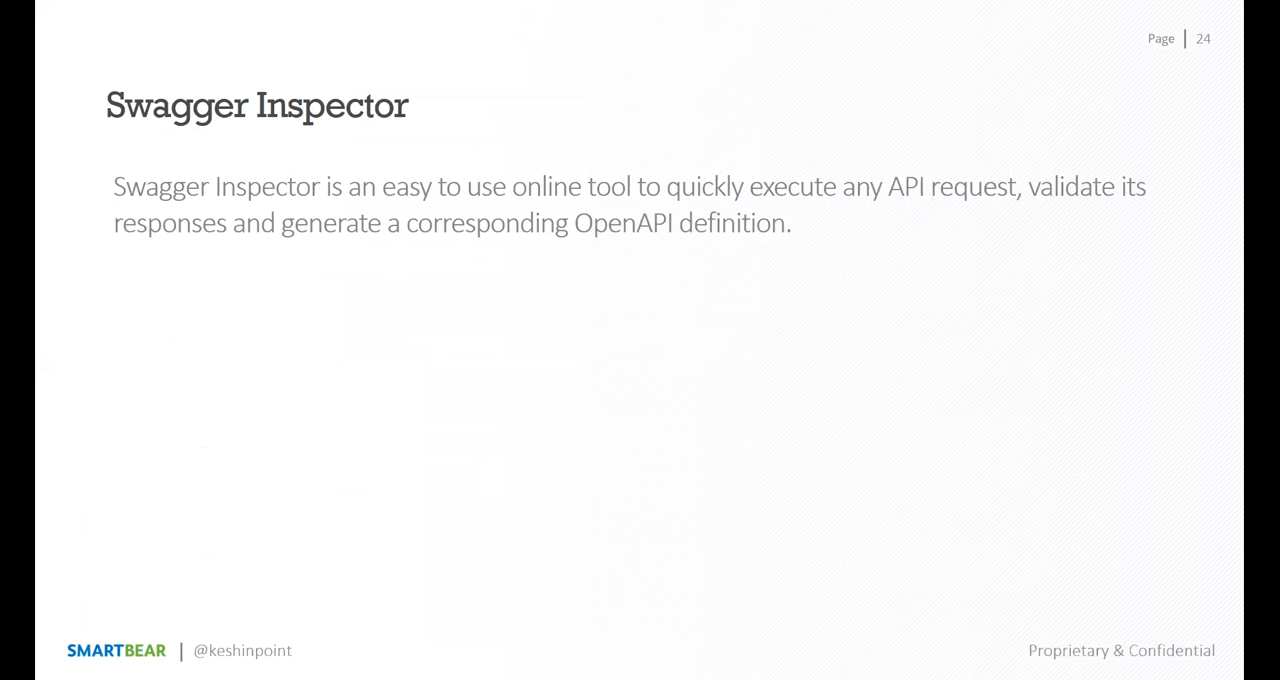 Page | 24
Swagger Inspector
Swagger Inspector is an easy to use online tool to quickly execute any API request, validate its
responses and generate a corresponding OpenAPI definition.
SMARTBEAR | @keshinpoint
Proprietary & Confidential